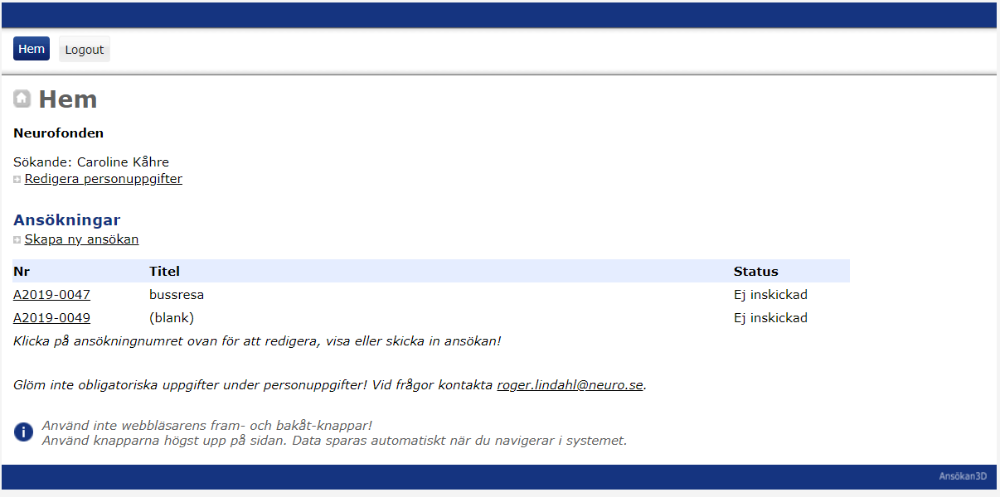 Hem Logout
Hem
Neurofonden
Sökande: Caroline Kåhre
Redigera personuppgifter
Ansökningar
Skapa ny ansökan
Nr Titel Status
A2019-0047 bussresa Ej inskickad
A2019-0049 (blank) Ej inskickad
Klicka på ansökningnumret ovan för att redigera, visa eller skicka in ansökan!
Glöm inte obligatoriska uppgifter under personuppgifter! Vid frågor kontakta roger.lindahl@neuro.se.
Använd inte webbläsarens fram- och bakåt-knappar!
Använd knapparna högst upp på sidan. Data sparas automatiskt när du navigerar i systemet.
Ansökan3D